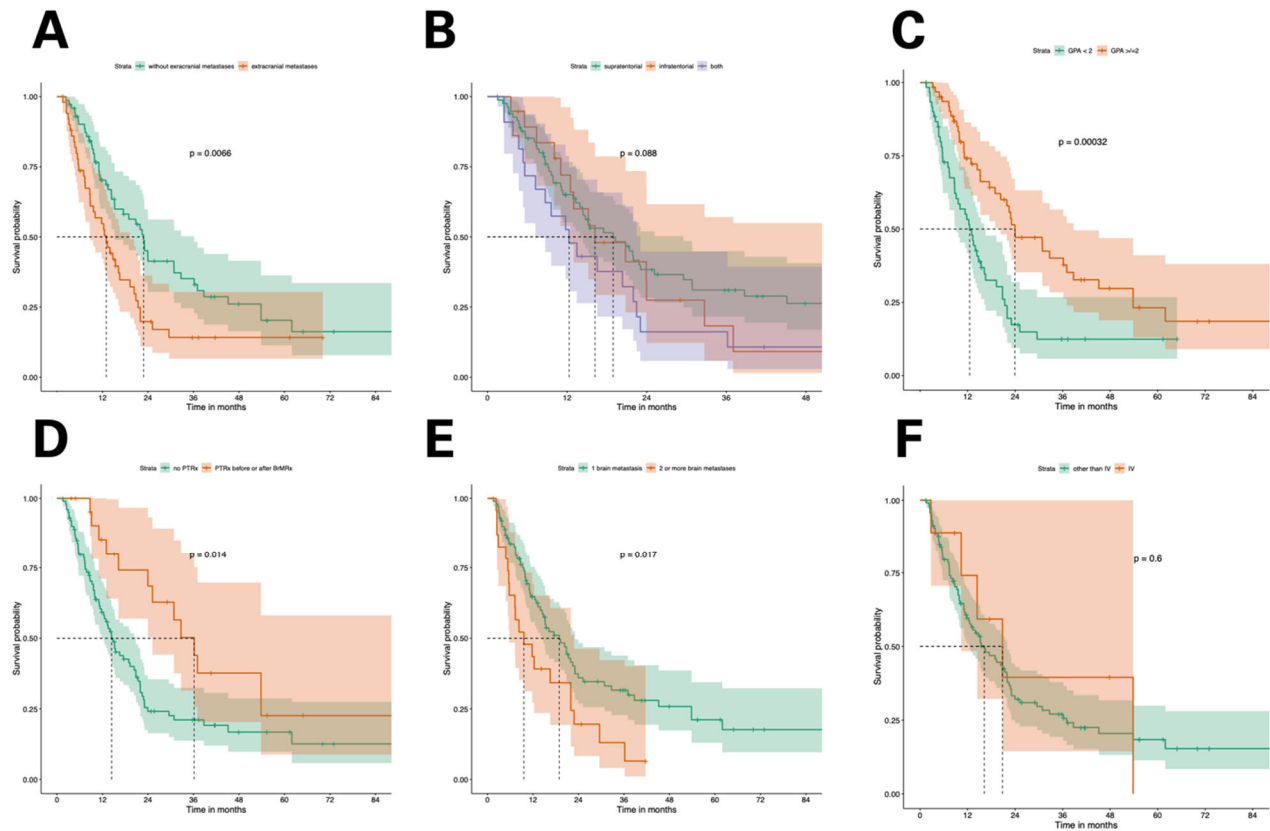 A
Strata without exracranial metastases extracranial metastases
p = 0.0066
Survival probability
1.00
0.75
0.50
0.25
0.00
12 24 36 48 60 72 84
Time in months
B
Strata supratentorial infratentorial both
p = 0.088
Survival probability
1.00
0.75
0.50
0.25
0.00
0 12 24 36 48
Time in months
C
Strata GPA < 2 GPA >/=2
p = 0.00032
Survival probability
1.00
0.75
0.50
0.25
0.00
12 24 36 48 60 72 84
Time in months
D
Strata no PTRx PTRx before or after BrMRx
p = 0.014
Survival probability
1.00
0.75
0.50
0.25
0.00
0 12 24 36 48 60 72 84
Time in months
E
Strata 1 brain metastasis 2 or more brain metastases
p = 0.017
Survival probability
1.00
0.75
0.50
0.25
0.00
0 12 24 36 48 60 72 84
Time in months
F
Strata other than IV IV
p = 0.6
Survival probability
1.00
0.75
0.50
0.25
0.00
0 12 24 36 48 60 72 84
Time in months